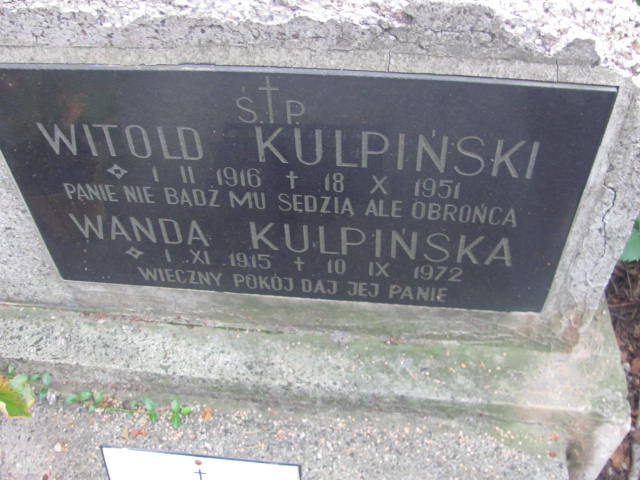 Ś.†P.
WITOLD KULPIŃSKI
1 II 1916 † 18 X 1951
PANIE NIE BĄDŹ MU SĘDZIĄ ALE OBROŃCĄ
WANDA KULPIŃSKA
1 XI 1915 † 10 IX 1972
WIECZNY POKÓJ DAJ JEJ PANIE